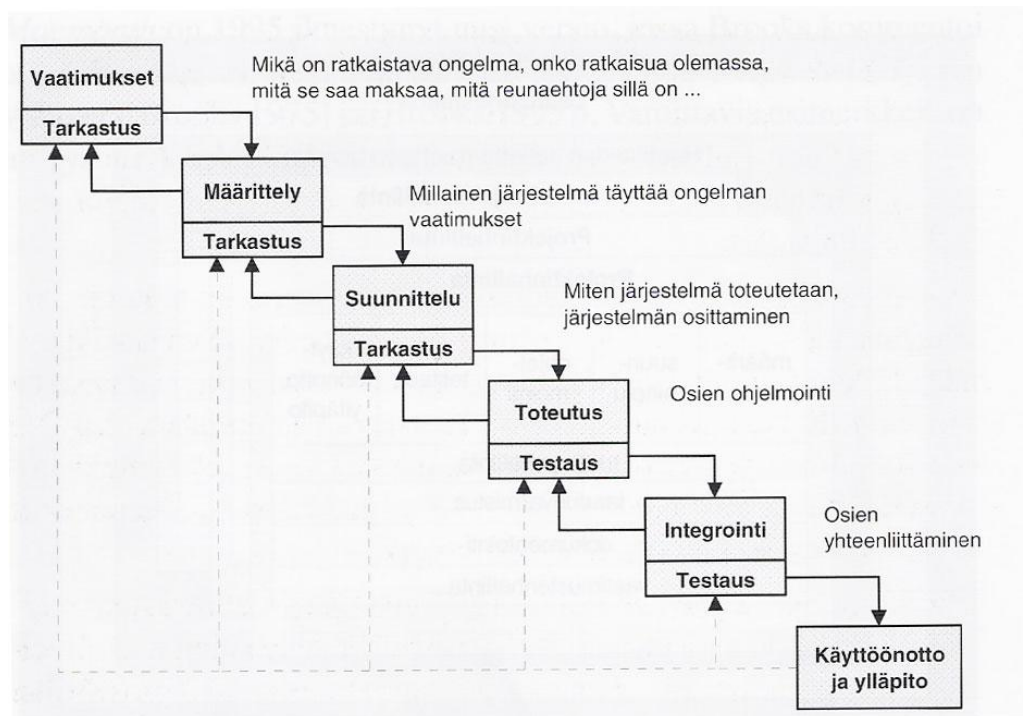 Vaatimukset
Tarkastus
Mikä on ratkaistava ongelma, onko ratkaisua olemassa,
mitä se saa maksaa, mitä reunaehtoja sillä on ...
Määrittely
Tarkastus
Millainen järjestelmä täyttää ongelman
vaatimukset
Suunnittelu
Tarkastus
Miten järjestelmä toteutetaan,
järjestelmän osittaminen
Toteutus
Testaus
Osien ohjelmointi
Integrointi
Testaus
Osien
yhteenliittäminen
Käyttöönotto
ja ylläpito